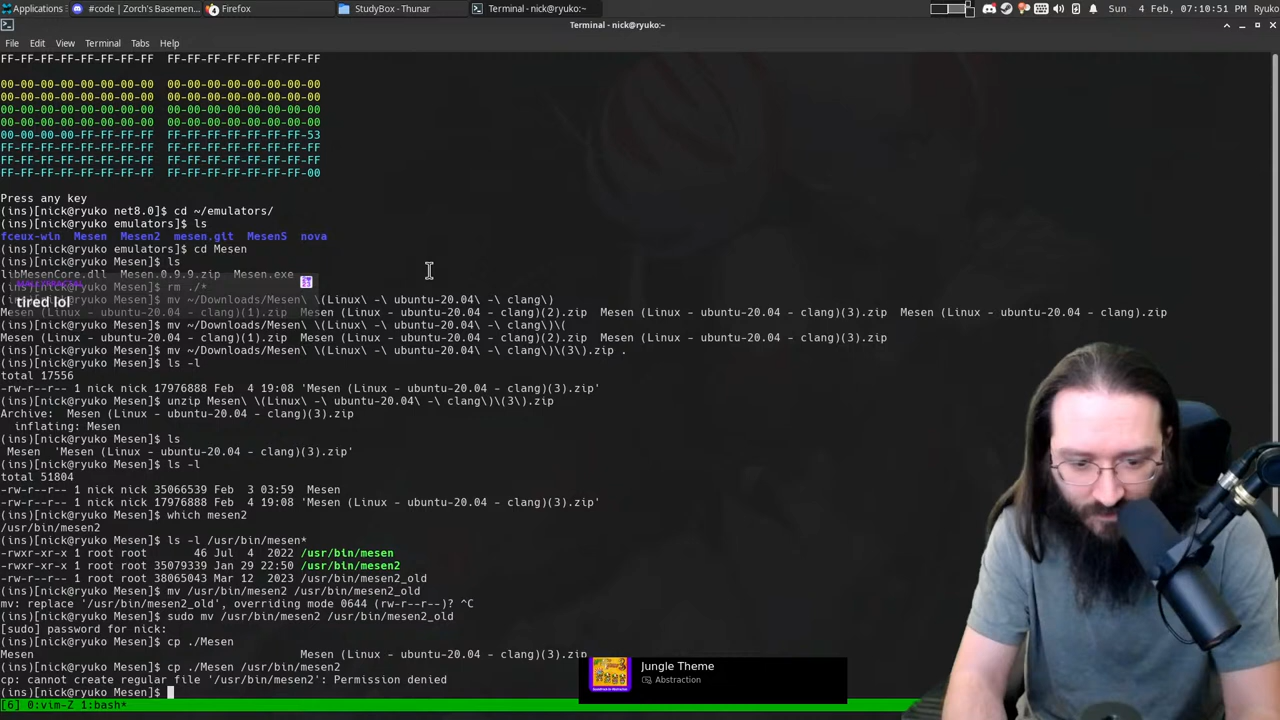 Applications
#code | Zorch's Basemen...
Firefox
StudyBox - Thunar
Terminal - nick@ryuko:~
Sun 4 Feb, 07:10:51 PM Ryuko
Terminal - nick@ryuko:~
File Edit View Terminal Tabs Help
FF-FF-FF-FF-FF-FF-FF-FF FF-FF-FF-FF-FF-FF-FF-FF
00-00-00-00-00-00-00-00 00-00-00-00-00-00-00-00
00-00-00-00-00-00-00-00 00-00-00-00-00-00-00-00
00-00-00-00-00-00-00-00 00-00-00-00-00-00-00-00
00-00-00-00-00-00-00-00 00-00-00-00-00-00-00-00
00-00-00-00-FF-FF-FF-FF FF-FF-FF-FF-FF-FF-FF-53
FF-FF-FF-FF-FF-FF-FF-FF FF-FF-FF-FF-FF-FF-FF-FF
FF-FF-FF-FF-FF-FF-FF-FF FF-FF-FF-FF-FF-FF-FF-FF
FF-FF-FF-FF-FF-FF-FF-FF FF-FF-FF-FF-FF-FF-FF-00
Press any key
(ins)[nick@ryuko net8.0]$ cd ~/emulators/
(ins)[nick@ryuko emulators]$ ls
fceux-win Mesen Mesen2 mesen.git MesenS nova
(ins)[nick@ryuko emulators]$ cd Mesen
(ins)[nick@ryuko Mesen]$ ls
libMesenCore.dll Mesen.0.9.9.zip Mesen.exe
(ins)[nick@ryuko Mesen]$ rm ./*
tired lol
(ins)[nick@ryuko Mesen]$ mv ~/Downloads/Mesen\ \(Linux\ -\ ubuntu-20.04\ -\ clang\)
Mesen (Linux - ubuntu-20.04 - clang)(1).zip Mesen (Linux - ubuntu-20.04 - clang)(2).zip Mesen (Linux - ubuntu-20.04 - clang)(3).zip Mesen (Linux - ubuntu-20.04 - clang).zip
(ins)[nick@ryuko Mesen]$ mv ~/Downloads/Mesen\ \(Linux\ -\ ubuntu-20.04\ -\ clang\)\(
Mesen (Linux - ubuntu-20.04 - clang)(1).zip Mesen (Linux - ubuntu-20.04 - clang)(2).zip Mesen (Linux - ubuntu-20.04 - clang)(3).zip
(ins)[nick@ryuko Mesen]$ mv ~/Downloads/Mesen\ \(Linux\ -\ ubuntu-20.04\ -\ clang\)\(3\).zip .
(ins)[nick@ryuko Mesen]$ ls -l
total 17556
-rw-r--r-- 1 nick nick 17976888 Feb 4 19:08 'Mesen (Linux - ubuntu-20.04 - clang)(3).zip'
(ins)[nick@ryuko Mesen]$ unzip Mesen\ \(Linux\ -\ ubuntu-20.04\ -\ clang\)\(3\).zip
Archive: Mesen (Linux - ubuntu-20.04 - clang)(3).zip
inflating: Mesen
(ins)[nick@ryuko Mesen]$ ls
Mesen 'Mesen (Linux - ubuntu-20.04 - clang)(3).zip'
(ins)[nick@ryuko Mesen]$ ls -l
total 51804
-rw-r--r-- 1 nick nick 35066539 Feb 3 03:59 Mesen
-rw-r--r-- 1 nick nick 17976888 Feb 4 19:08 'Mesen (Linux - ubuntu-20.04 - clang)(3).zip'
(ins)[nick@ryuko Mesen]$ which mesen2
/usr/bin/mesen2
(ins)[nick@ryuko Mesen]$ ls -l /usr/bin/mesen*
-rwxr-xr-x 1 root root 46 Jul 4 2022 /usr/bin/mesen
-rwxr-xr-x 1 root root 35079339 Jan 29 22:50 /usr/bin/mesen2
-rw-r--r-- 1 root root 38065043 Mar 12 2023 /usr/bin/mesen2_old
(ins)[nick@ryuko Mesen]$ mv /usr/bin/mesen2 /usr/bin/mesen2_old
mv: replace '/usr/bin/mesen2_old', overriding mode 0644 (rw-r--r--)? ^C
(ins)[nick@ryuko Mesen]$ sudo mv /usr/bin/mesen2 /usr/bin/mesen2_old
[sudo] password for nick:
(ins)[nick@ryuko Mesen]$ cp ./Mesen
Mesen Mesen (Linux - ubuntu-20.04 - clang)(3).zip
(ins)[nick@ryuko Mesen]$ cp ./Mesen /usr/bin/mesen2
cp: cannot create regular file '/usr/bin/mesen2': Permission denied
(ins)[nick@ryuko Mesen]$
Jungle Theme
Abstraction
[6] 0:vim-Z 1:bash*